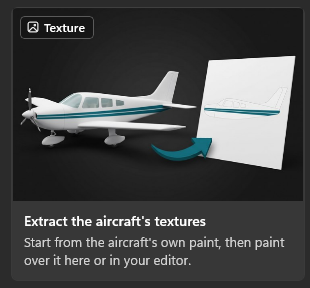 Texture
Extract the aircraft's textures
Start from the aircraft's own paint, then paint
over it here or in your editor.